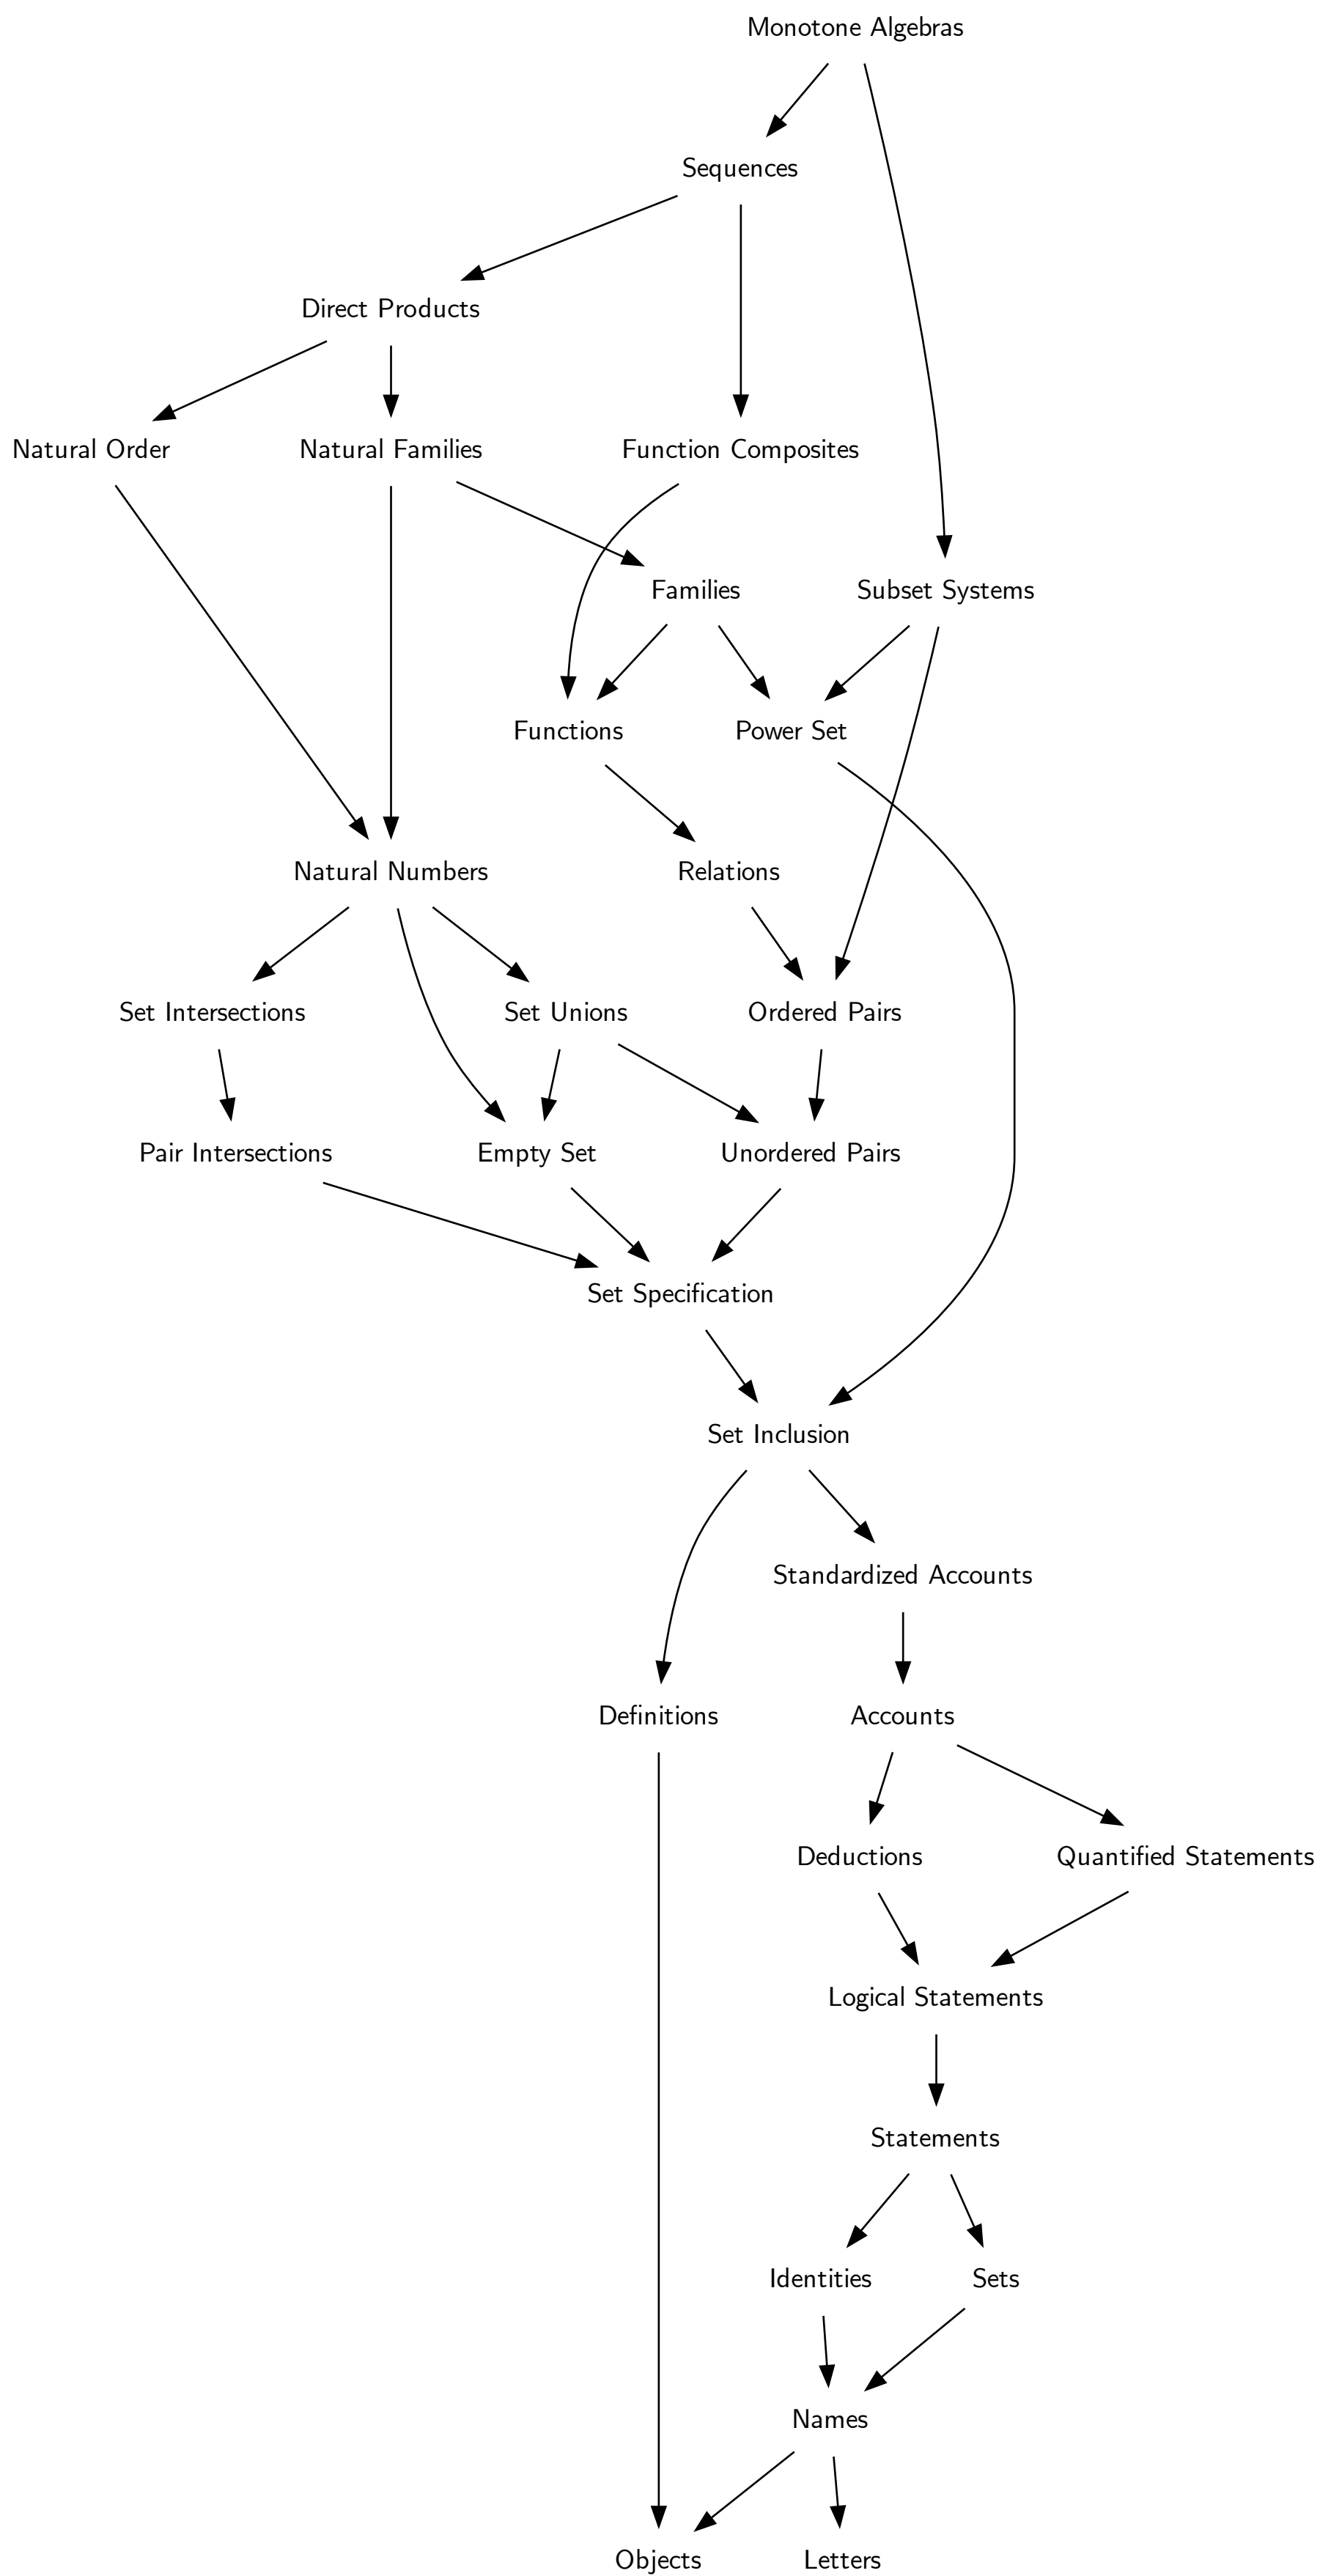 Monotone Algebras
Sequences
Direct Products
Natural Order
Natural Families
Function Composites
Families
Subset Systems
Functions
Power Set
Natural Numbers
Relations
Set Intersections
Set Unions
Ordered Pairs
Pair Intersections
Empty Set
Unordered Pairs
Set Specification
Set Inclusion
Standardized Accounts
Definitions
Accounts
Deductions
Quantified Statements
Logical Statements
Statements
Identities
Sets
Names
Objects
Letters